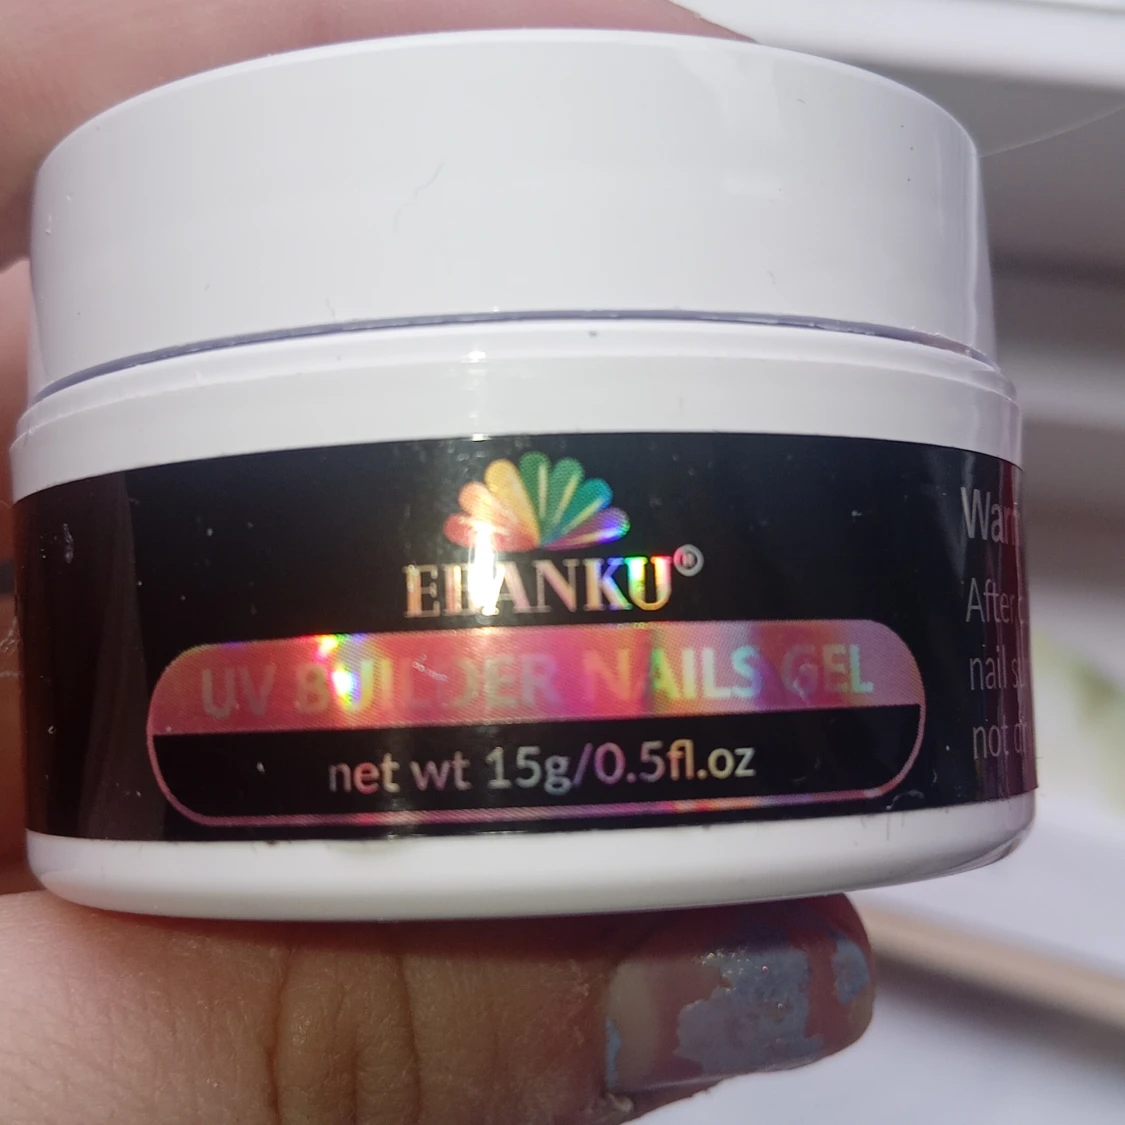 EBANKU®
UV BUILDER NAILS GEL
net wt 15g/0.5fl.oz
After
nail
not